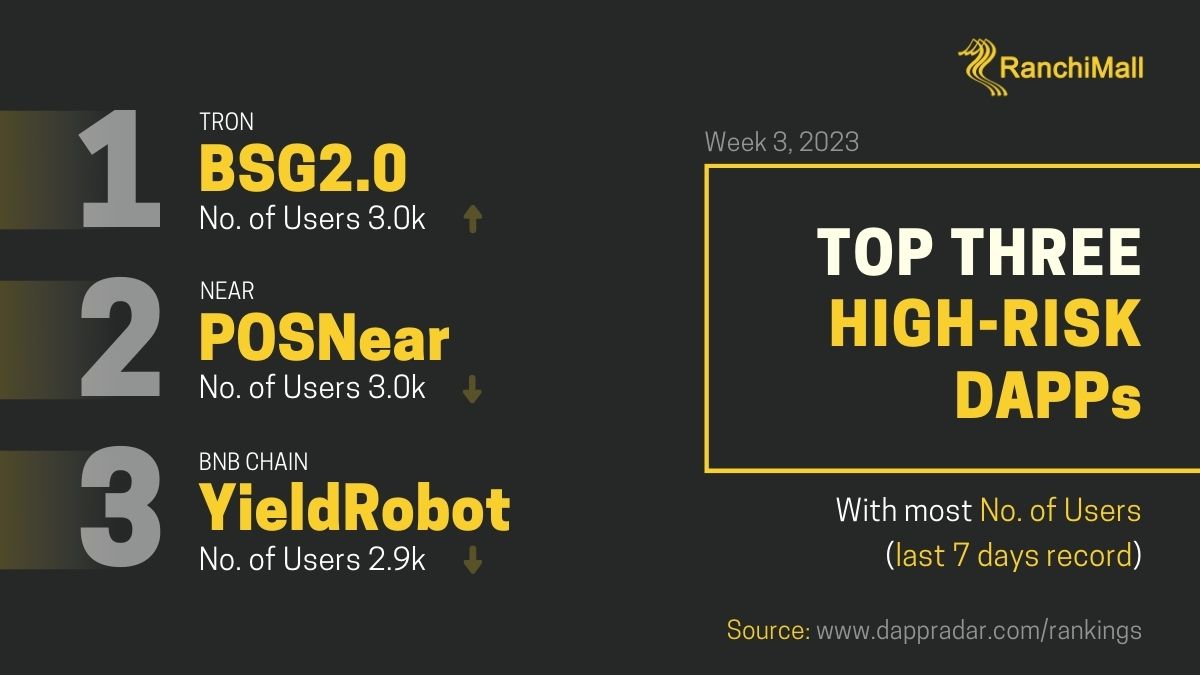 RanchiMall
Week 3, 2023
TOP THREE
HIGH-RISK
DAPPs
With most No. of Users
(last 7 days record)
1
TRON
BSG2.0
No. of Users 3.0k
2
NEAR
POSNear
No. of Users 3.0k
3
BNB CHAIN
YieldRobot
No. of Users 2.9k
Source: www.dappradar.com/rankings